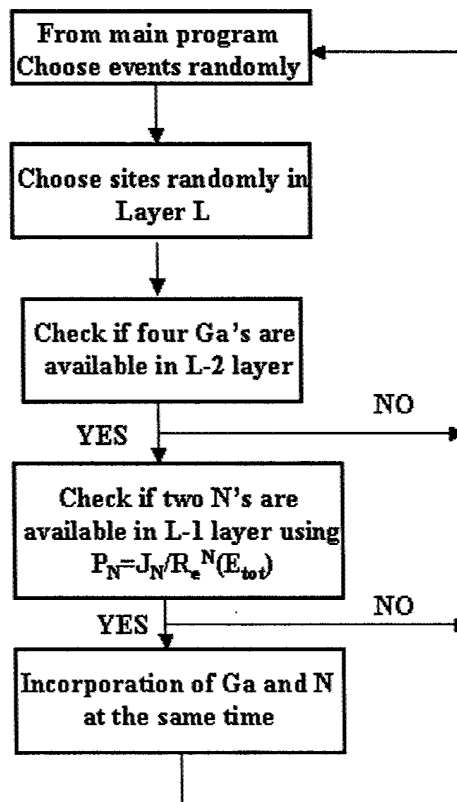 From main program
Choose events randomly
Choose sites randomly in
Layer L
Check if four Ga's are
available in L-2 layer
NO
YES
Check if two N's are
available in L-1 layer using
P_N=J_N/R_e^N(E_tot)
NO
YES
Incorporation of Ga and N
at the same time